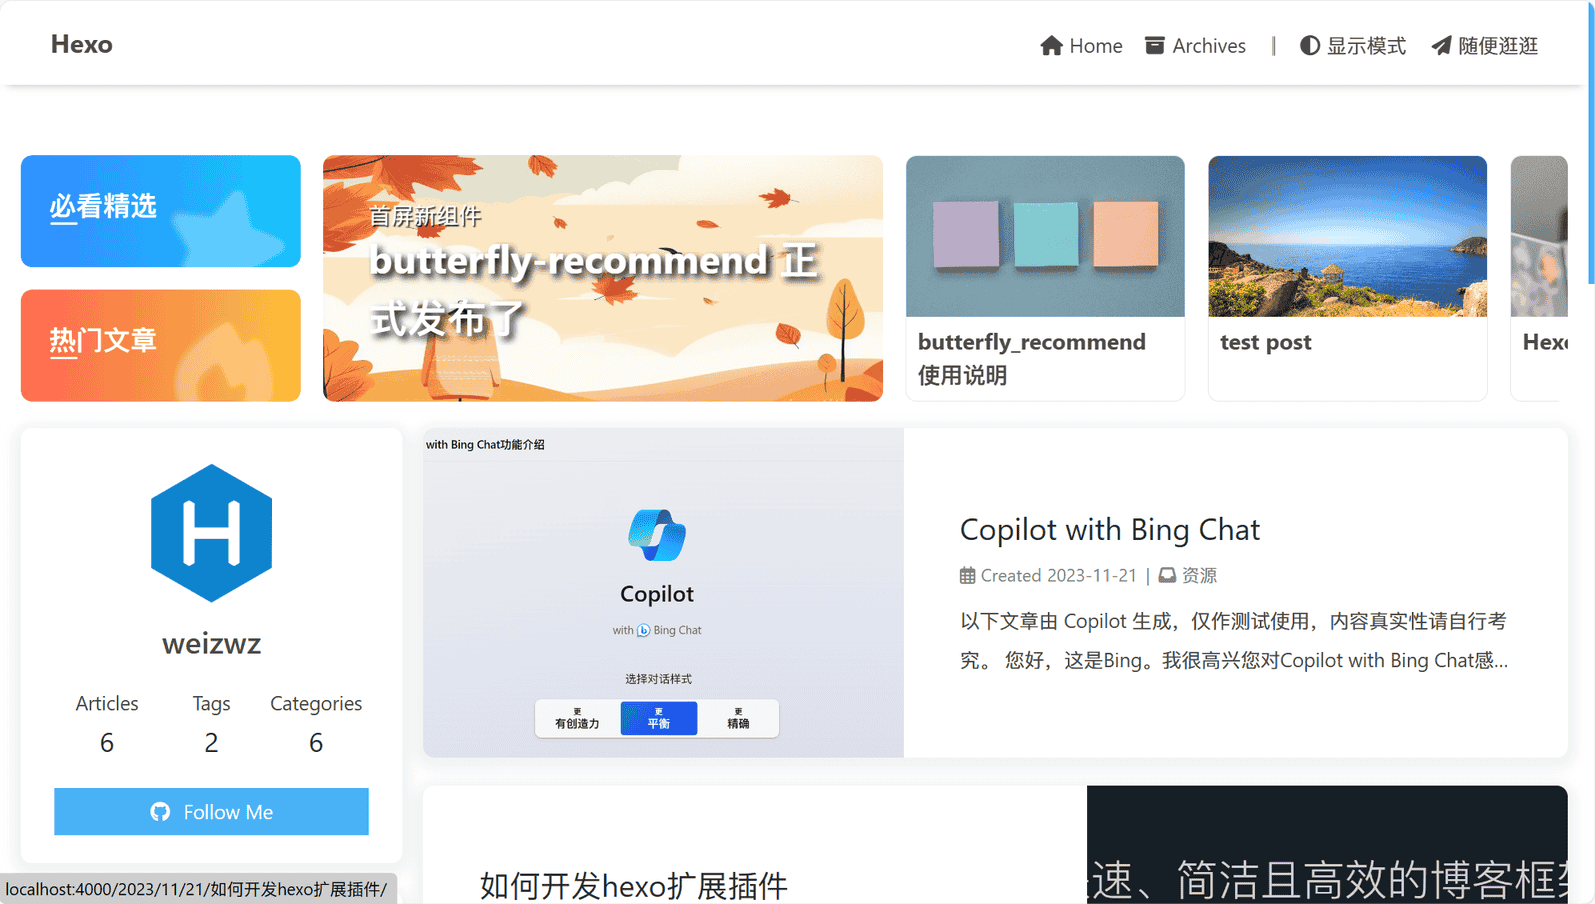 Hexo
Home
Archives
显示模式
随便逛逛
必看精选
热门文章
首屏新组件
butterfly-recommend 正
式发布了
butterfly_recommend
使用说明
test post
Hexo
weizwz
Articles
Tags
Categories
6
2
6
Follow Me
with Bing Chat功能介绍
Copilot
with Bing Chat
选择对话样式
更
有创造力
更
平衡
更
精确
Copilot with Bing Chat
Created 2023-11-21 | 资源
以下文章由 Copilot 生成，仅作测试使用，内容真实性请自行考
究。 您好，这是Bing。我很高兴您对Copilot with Bing Chat感...
如何开发hexo扩展插件
速、简洁且高效的博客框架
localhost:4000/2023/11/21/如何开发hexo扩展插件/